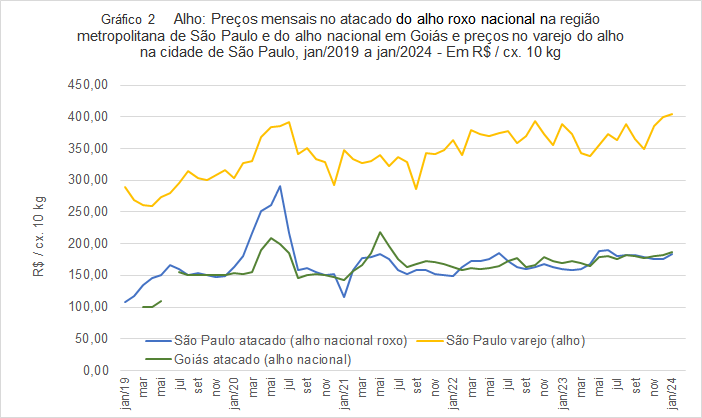 Gráfico 2 Alho: Preços mensais no atacado do alho roxo nacional na região
metropolitana de São Paulo e do alho nacional em Goiás e preços no varejo do alho
na cidade de São Paulo, jan/2019 a jan/2024 - Em R$ / cx. 10 kg
R$ / cx. 10 kg
450,00
400,00
350,00
300,00
250,00
200,00
150,00
100,00
50,00
0,00
São Paulo atacado (alho nacional roxo)
São Paulo varejo (alho)
Goiás atacado (alho nacional)
jan/19
mar
mai
jul
set
nov
jan/20
mar
mai
jul
set
nov
jan/21
mar
mai
jul
set
nov
jan/22
mar
mai
jul
set
nov
jan/23
mar
mai
jul
set
nov
jan/24